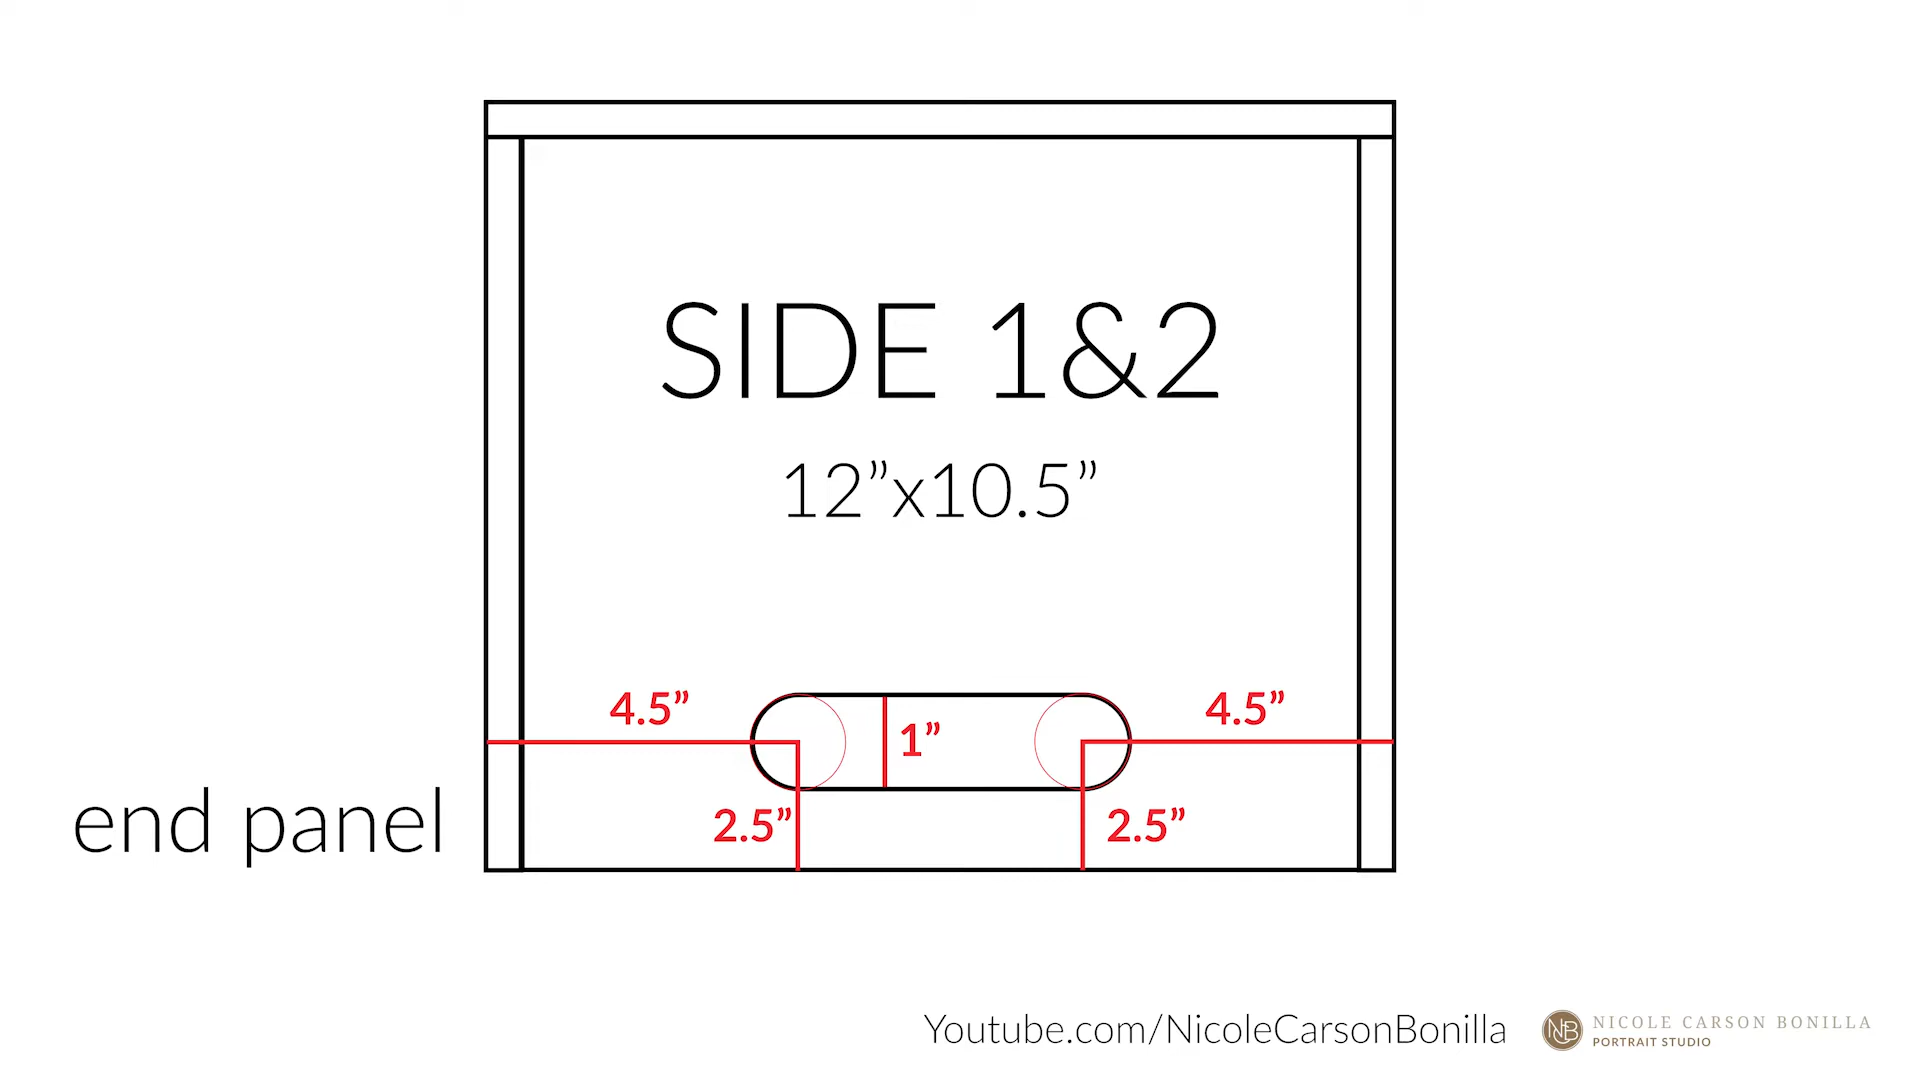 SIDE 1&2
12”x10.5”
4.5”
4.5”
1”
2.5”
2.5”
end panel
Youtube.com/NicoleCarsonBonilla
NCB
NICOLE CARSON BONILLA
PORTRAIT STUDIO